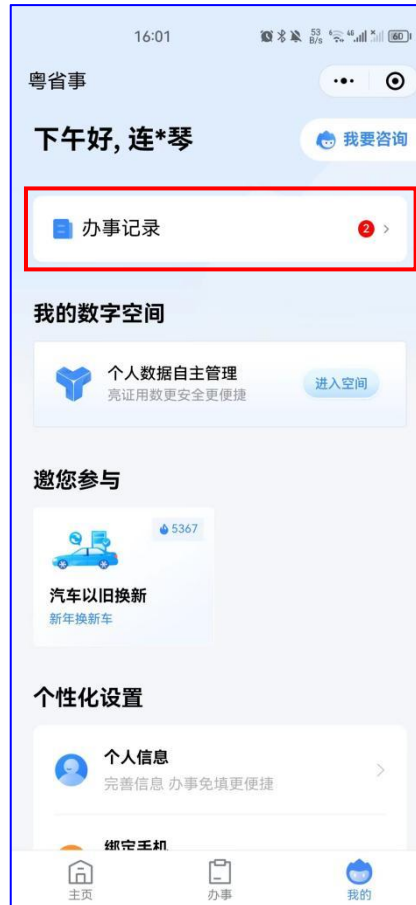 16:01 53 B/s 46 60
粤省事
下午好, 连*琴 我要咨询
办事记录 2
我的数字空间
个人数据自主管理
亮证用数更安全更便捷
进入空间
邀您参与
5367
汽车以旧换新
新年换新车
个性化设置
个人信息
完善信息 办事免填更便捷
绑定手机
主页 办事 我的